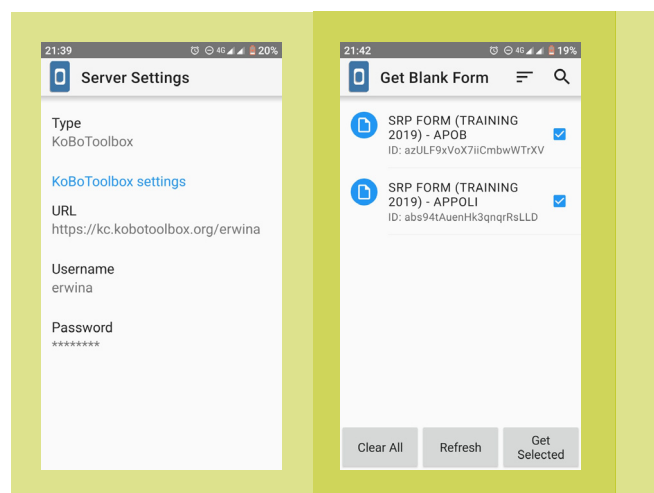 21:39
4G
20%
Server Settings
Type
KoBoToolbox
KoBoToolbox settings
URL
https://kc.kobotoolbox.org/erwina
Username
erwina
Password
********
21:42
4G
19%
Get Blank Form
SRP FORM (TRAINING
2019) - APOB
ID: azULF9xVoX7iiCmbwWTrXV
SRP FORM (TRAINING
2019) - APPOLI
ID: abs94tAuenHk3qnqrRsLLD
Clear All
Refresh
Get
Selected